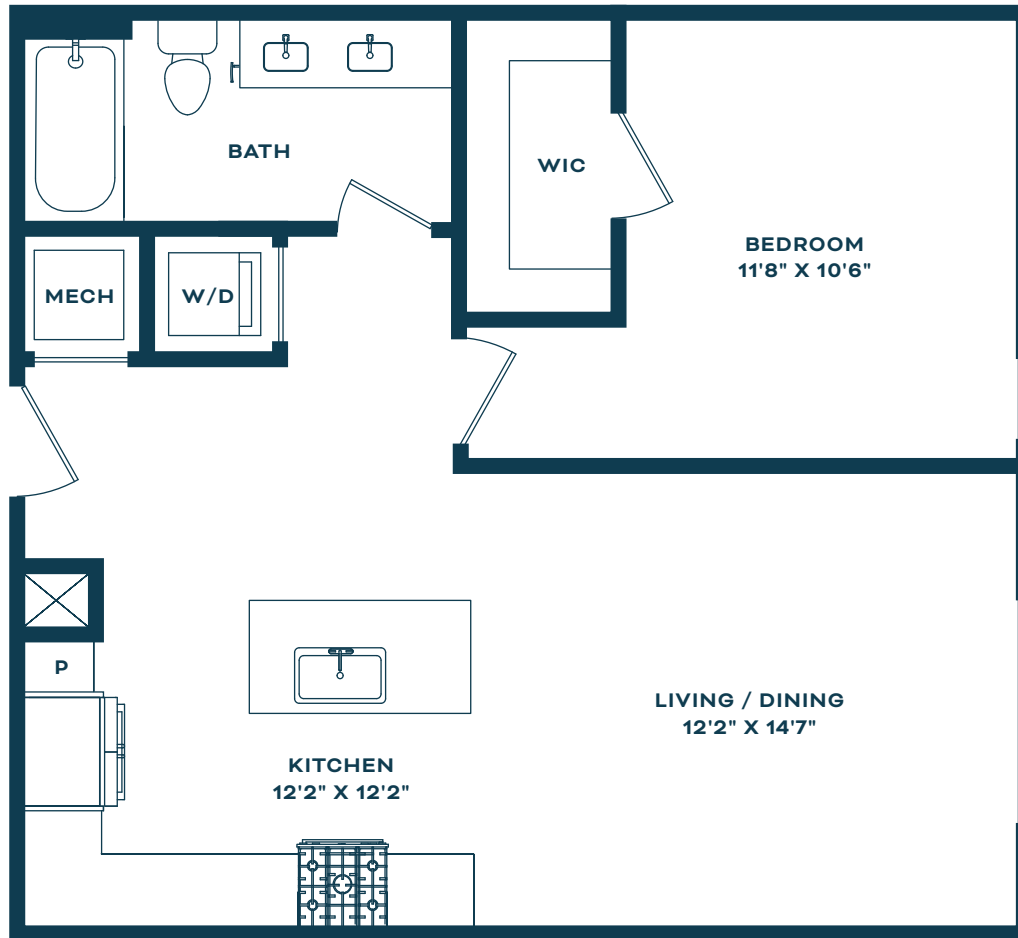 BATH
WIC
BEDROOM
11'8" X 10'6"
MECH
W/D
P
LIVING / DINING
12'2" X 14'7"
KITCHEN
12'2" X 12'2"